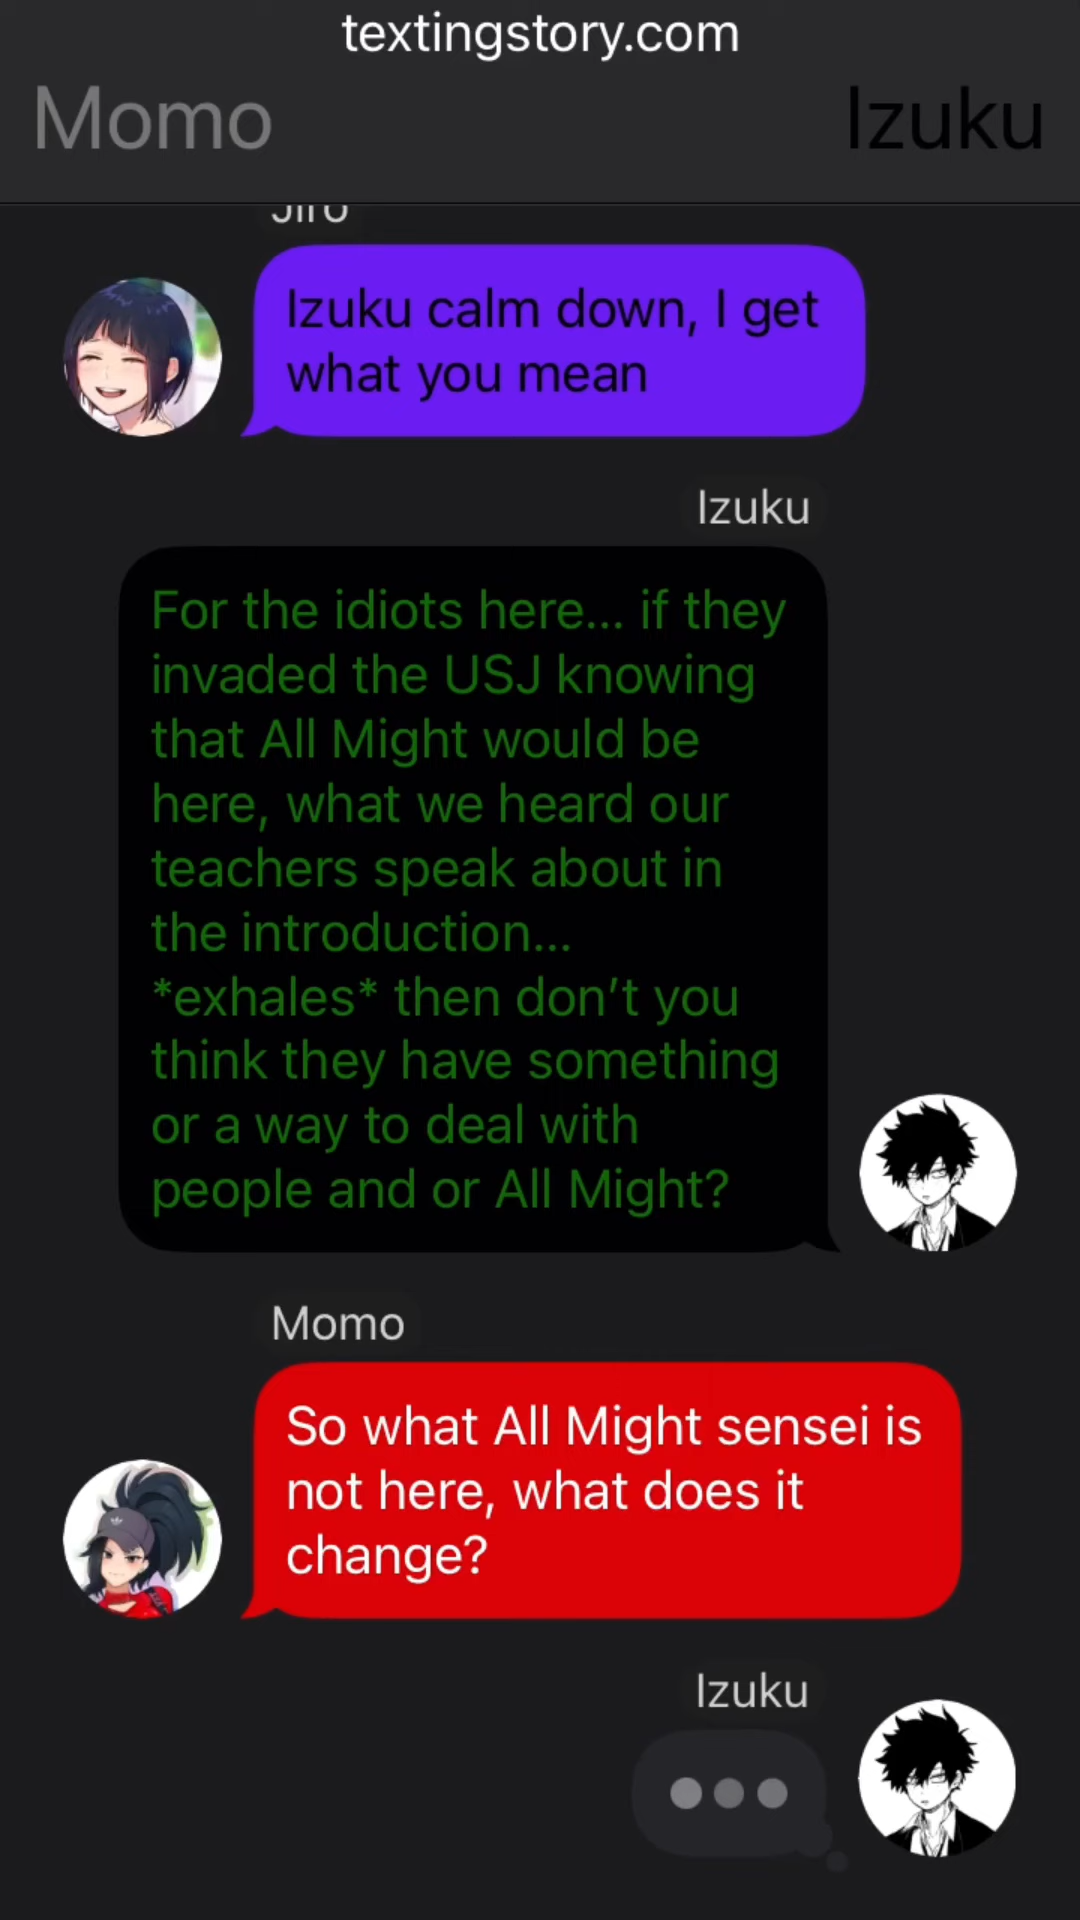 textingstory.com
Momo
Izuku
Jiro
Izuku calm down, I get
what you mean
Izuku
For the idiots here... if they
invaded the USJ knowing
that All Might would be
here, what we heard our
teachers speak about in
the introduction...
*exhales* then don’t you
think they have something
or a way to deal with
people and or All Might?
Momo
So what All Might sensei is
not here, what does it
change?
Izuku